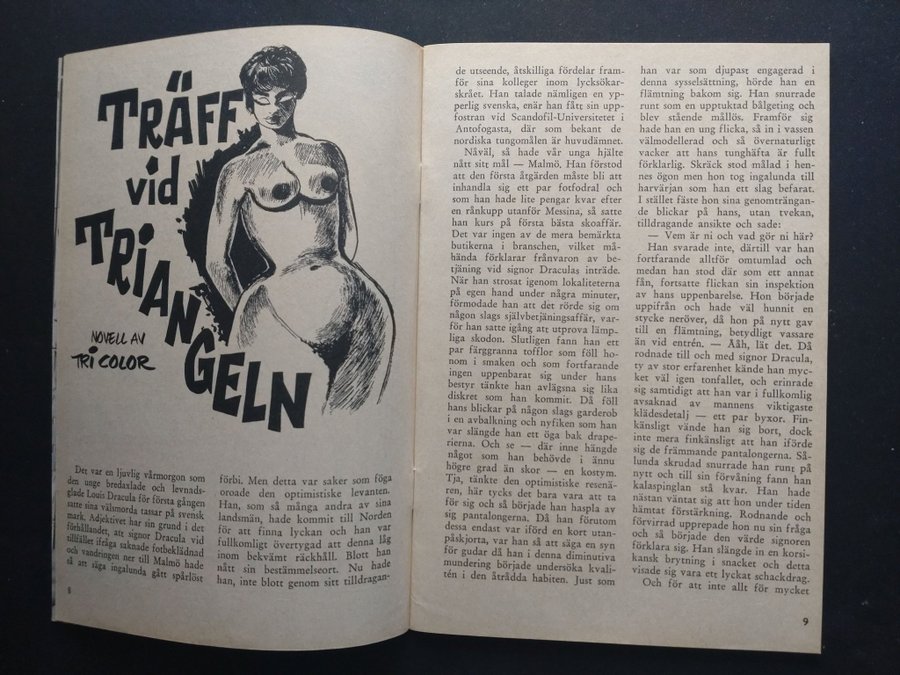 TRÄFF
vid
TRIANGELN
NOVELL AV
TRI COLOR
Det var en ljuvlig vårmorgon som
den unge bredaxlade och levnads-
glade Louis Dracula för första gången
satte sina välsmorda tassar på svensk
mark. Adjektivet har sin grund i det
förhållandet, att signor Dracula vid
tillfället ifråga saknade fotbeklädnad
och vandringen ner till Malmö hade
så att säga ingalunda gått spårlöst
8
förbi. Men detta var saker som föga
oroade den optimistiske levanten.
Han, som så många andra av sina
landsmän, hade kommit till Norden
för att finna lyckan och han var
fullkomligt övertygad att denna låg
inom bekvämt räckhåll. Blott han
nått sin bestämmelseort. Nu hade
han, inte blott genom sitt tilldragan-
de utseende, åtskilliga fördelar fram-
för sina kolleger inom lycksökar-
skrået. Han talade nämligen en yp-
perlig svenska, enär han fått sin upp-
fostran vid Scandofil-Universitetet i
Antofogasta, där som bekant de
nordiska tungomålen är huvudämnet.
Nåväl, så hade vår unga hjälte
nått sitt mål — Malmö. Han förstod
att den första åtgärden måste bli att
inhandla sig ett par fotfodral och
som han hade lite pengar kvar efter
en rånkupp utanför Messina, så satte
han kurs på första bästa skoaffär.
Det var ingen av de mera bemärkta
butikerna i branschen, vilket må-
hända förklarar frånvaron av be-
tjäning vid signor Draculas inträde.
När han strosat igenom lokaliteterna
på egen hand under några minuter,
förmodade han att det rörde sig om
någon slags självbetjäningsaffär, var-
för han satte igång att utprova lämp-
liga skodon. Slutligen fann han ett
par färggranna tofflor som föll ho-
nom i smaken och som fortfarande
ingen uppenbarat sig under hans
bestyr tänkte han avlägsna sig lika
diskret som han kommit. Då föll
hans blickar på någon slags garderob
i en avbalkning och nyfiken som han
var slängde han ett öga bak drape-
rierna. Och se — där inne hängde
något som han behövde i ännu
högre grad än skor — en kostym.
Tja, tänkte den optimistiske resenä-
ren, här tycks det bara vara att ta
för sig och så började han haspla av
sig pantalongerna. Då han förutom
dessa endast var iförd en kort utan-
påskjorta, var han så att säga en syn
för gudar då han i denna diminutiva
mundering började undersöka kvali-
tén i den åtrådda habiten. Just som
han var som djupast engagerad i
denna sysselsättning, hörde han en
flämtning bakom sig. Han snurrade
runt som en upptuktad bålgeting och
blev stående mållös. Framför sig
hade han en ung flicka, så in i vassen
välmodellerad och så övernaturligt
vacker att hans tunghäfta är fullt
förklarlig. Skräck stod målad i hen-
nes ögon men hon tog ingalunda till
harvärjan som han ett slag befarat.
I stället fäste hon sina genomträngan-
de blickar på hans, utan tvekan,
tilldragande ansikte och sade:
— Vem är ni och vad gör ni här?
Han svarade inte, därtill var han
fortfarande alltför omtumlad och
medan han stod där som ett annat
fån, fortsatte flickan sin inspektion
av hans uppenbarelse. Hon började
uppifrån och hade väl hunnit en
stycke neröver, då hon på nytt gav
till en flämtning, betydligt vassare
än vid entrén. — Ååh, lät det. Då
rodnade till och med signor Dracula,
ty av stor erfarenhet kände han myc-
ket väl igen tonfallet, och erinrade
sig samtidigt att han var i fullkomlig
avsaknad av mannens viktigaste
klädesdetalj — ett par byxor. Fin-
känsligt vände han sig bort, dock
inte mera finkänsligt att han iförde
sig de främmande pantalongerna. Så-
lunda skrudad snurrade han runt på
nytt och till sin förvåning fann han
kalaspinglan stå kvar. Han hade
nästan väntat sig att hon under tiden
hämtat förstärkning. Rodnande och
förvirrad upprepade hon nu sin fråga
och så började den värde signoren
förklara sig. Han slängde in en korsi-
kansk brytning i snacket och detta
visade sig vara ett lyckat schackdrag.
Och för att inte allt för mycket
9